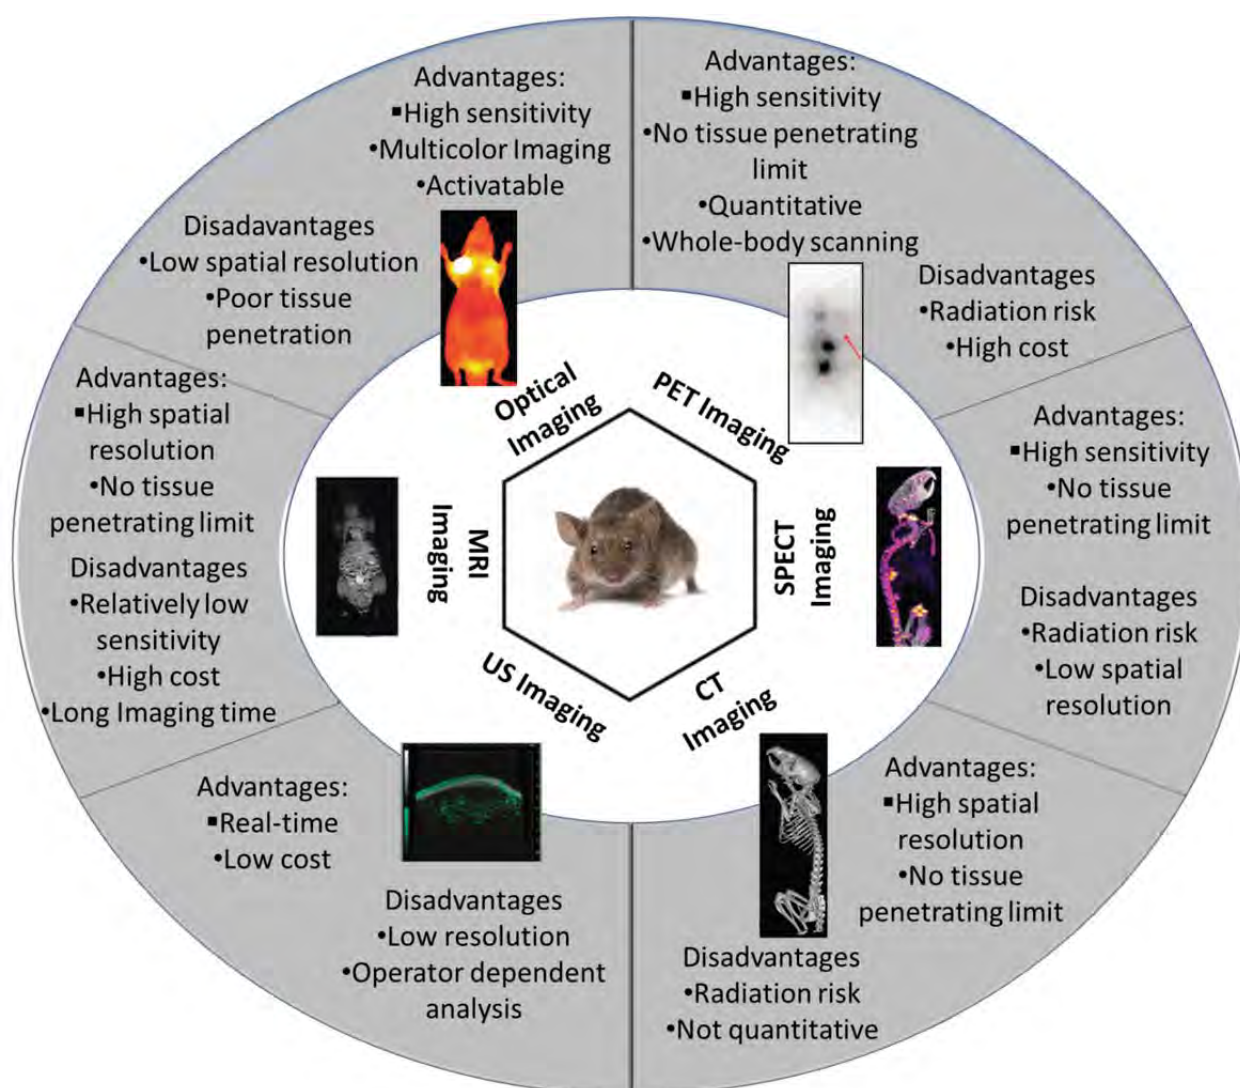 Advantages:
▪High sensitivity
•Multicolor Imaging
•Activatable
Disadavantages
•Low spatial resolution
•Poor tissue
penetration
Advantages:
▪High sensitivity
•No tissue penetrating
limit
•Quantitative
•Whole-body scanning
Disadvantages
•Radiation risk
•High cost
Advantages:
▪High spatial
resolution
•No tissue
penetrating limit
Disadvantages
•Relatively low
sensitivity
•High cost
•Long Imaging time
Optical
Imaging
PET Imaging
MRI
Imaging
SPECT
Imaging
US Imaging
CT
Imaging
Advantages:
▪High sensitivity
•No tissue
penetrating limit
Disadvantages
•Radiation risk
•Low spatial
resolution
Advantages:
▪Real-time
•Low cost
Disadvantages
•Low resolution
•Operator dependent
analysis
Advantages:
▪High spatial
resolution
•No tissue
penetrating limit
Disadvantages
•Radiation risk
•Not quantitative